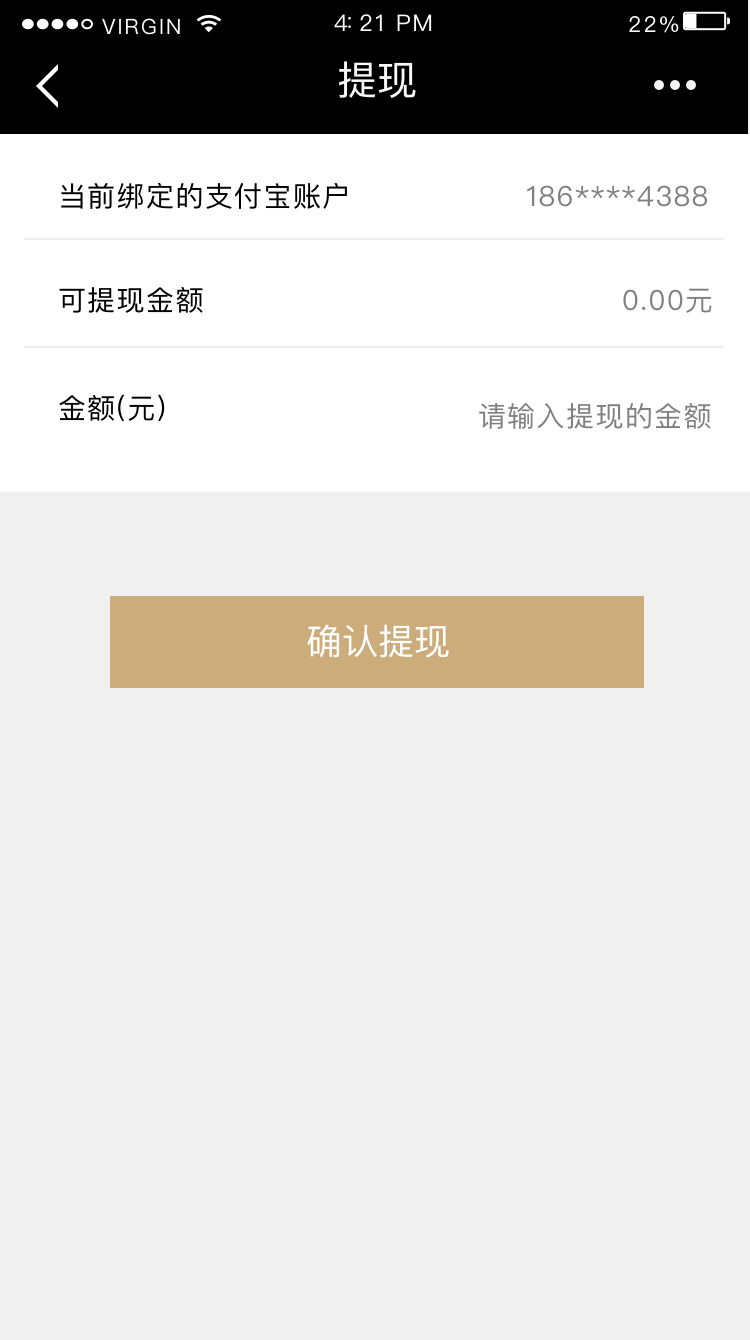 VIRGIN 4: 21 PM 22%
提现
当前绑定的支付宝账户 186****4388
可提现金额 0.00元
金额(元) 请输入提现的金额
确认提现